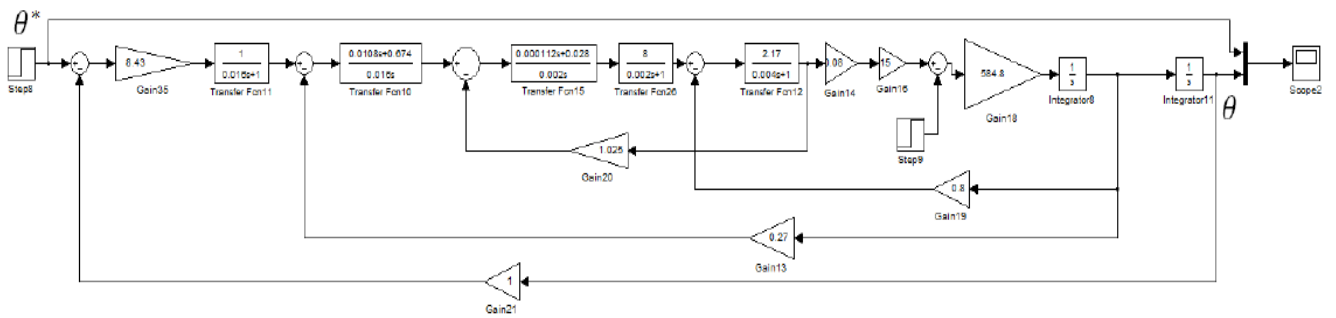 θ*
Step8
8.43
Gain35
1
0.016s+1
Transfer Fcn11
0.0108s+0.674
0.016s
Transfer Fcn10
0.000112s+0.028
0.002s
Transfer Fcn15
8
0.002s+1
Transfer Fcn26
2.17
0.004s+1
Transfer Fcn12
0.08
Gain14
15
Gain16
Step9
584.8
Gain18
1
s
Integrator8
1
s
Integrator11
θ
Scope2
1.025
Gain20
0.8
Gain19
0.27
Gain13
1
Gain21